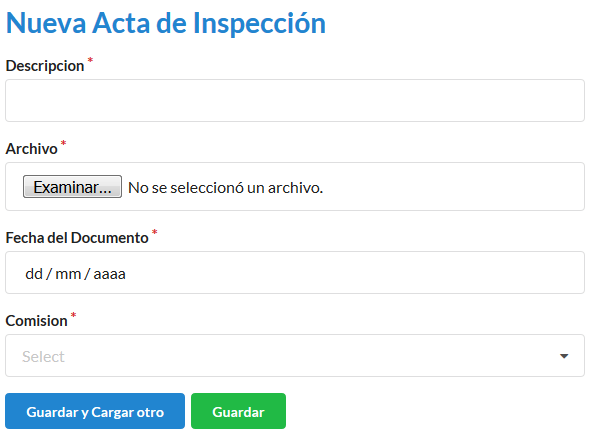 Nueva Acta de Inspección
Descripcion *
Archivo *
Examinar... No se seleccionó un archivo.
Fecha del Documento *
dd / mm / aaaa
Comision *
Select
Guardar y Cargar otro Guardar